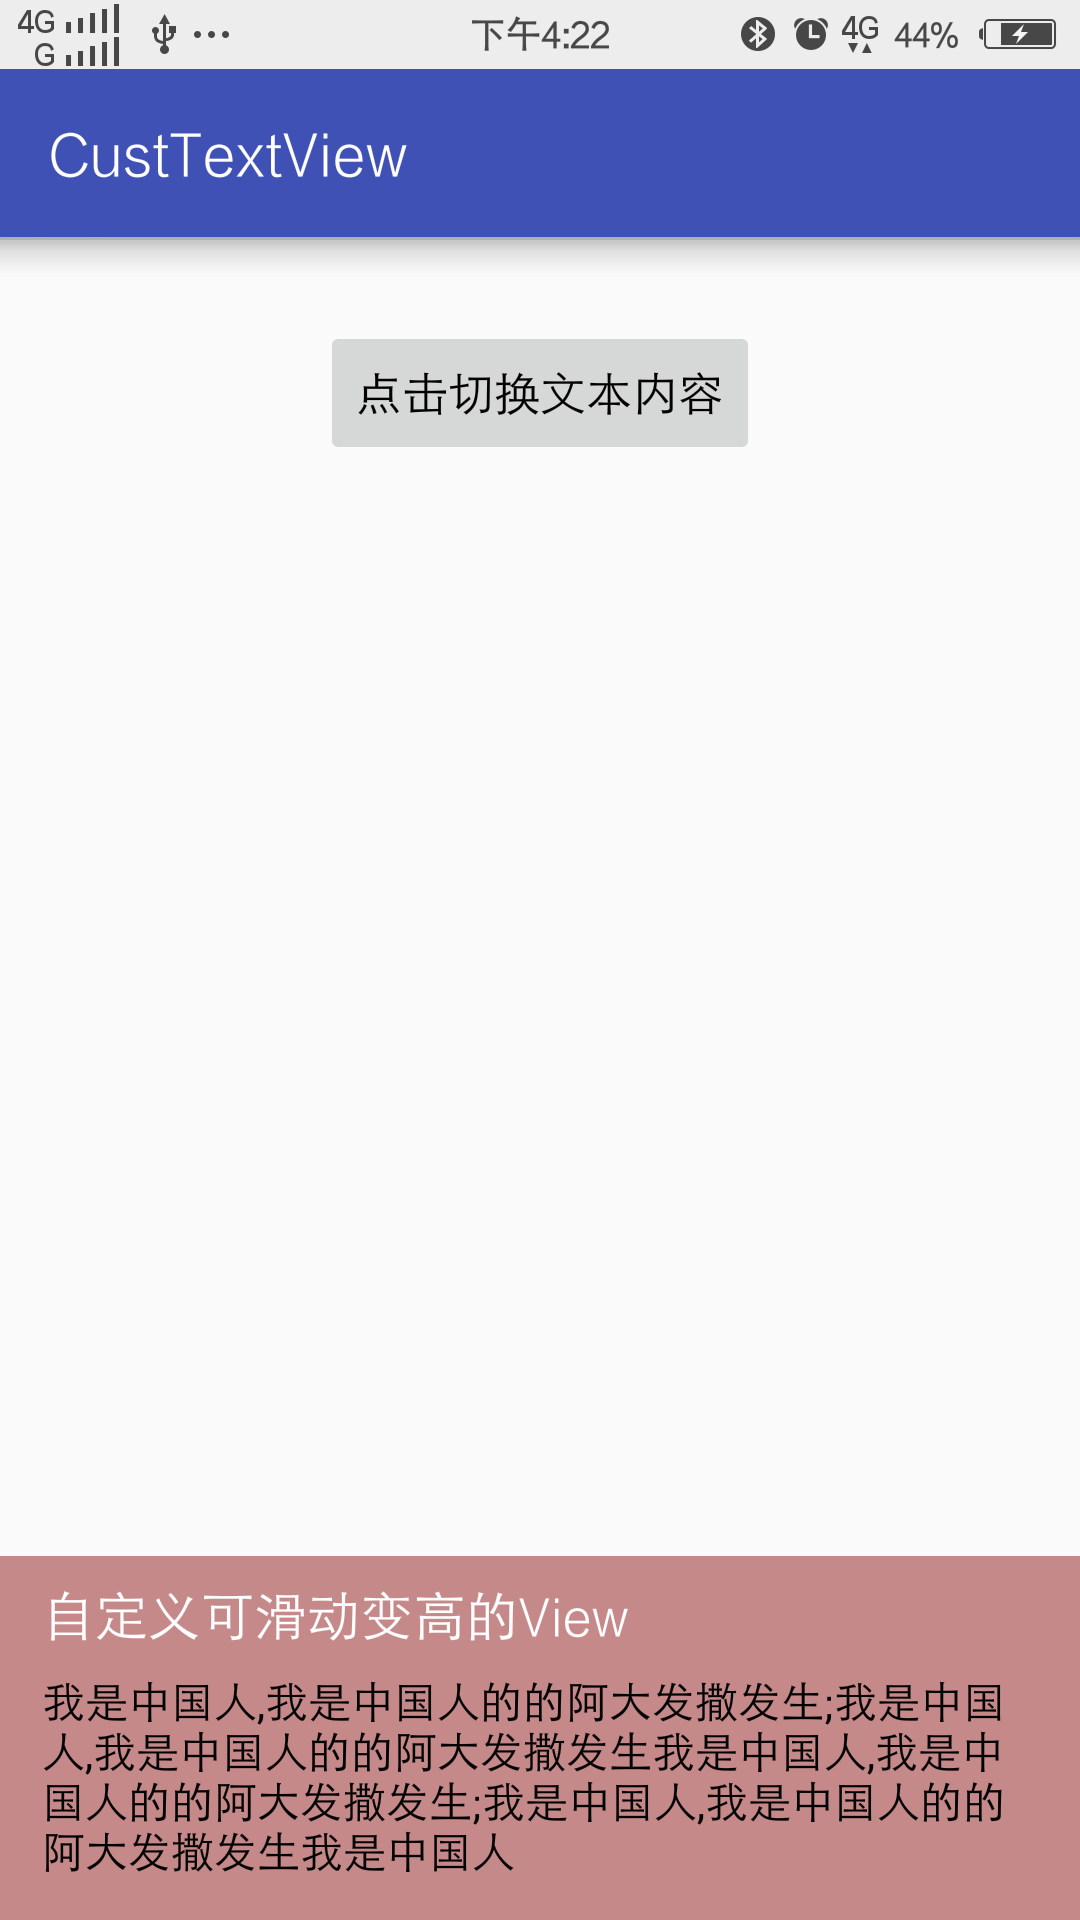 4G
G
下午4:22
4G
44%
CustTextView
点击切换文本内容
自定义可滑动变高的View
我是中国人,我是中国人的的阿大发撒发生;我是中国
人,我是中国人的的阿大发撒发生我是中国人,我是中
国人的的阿大发撒发生;我是中国人,我是中国人的的
阿大发撒发生我是中国人